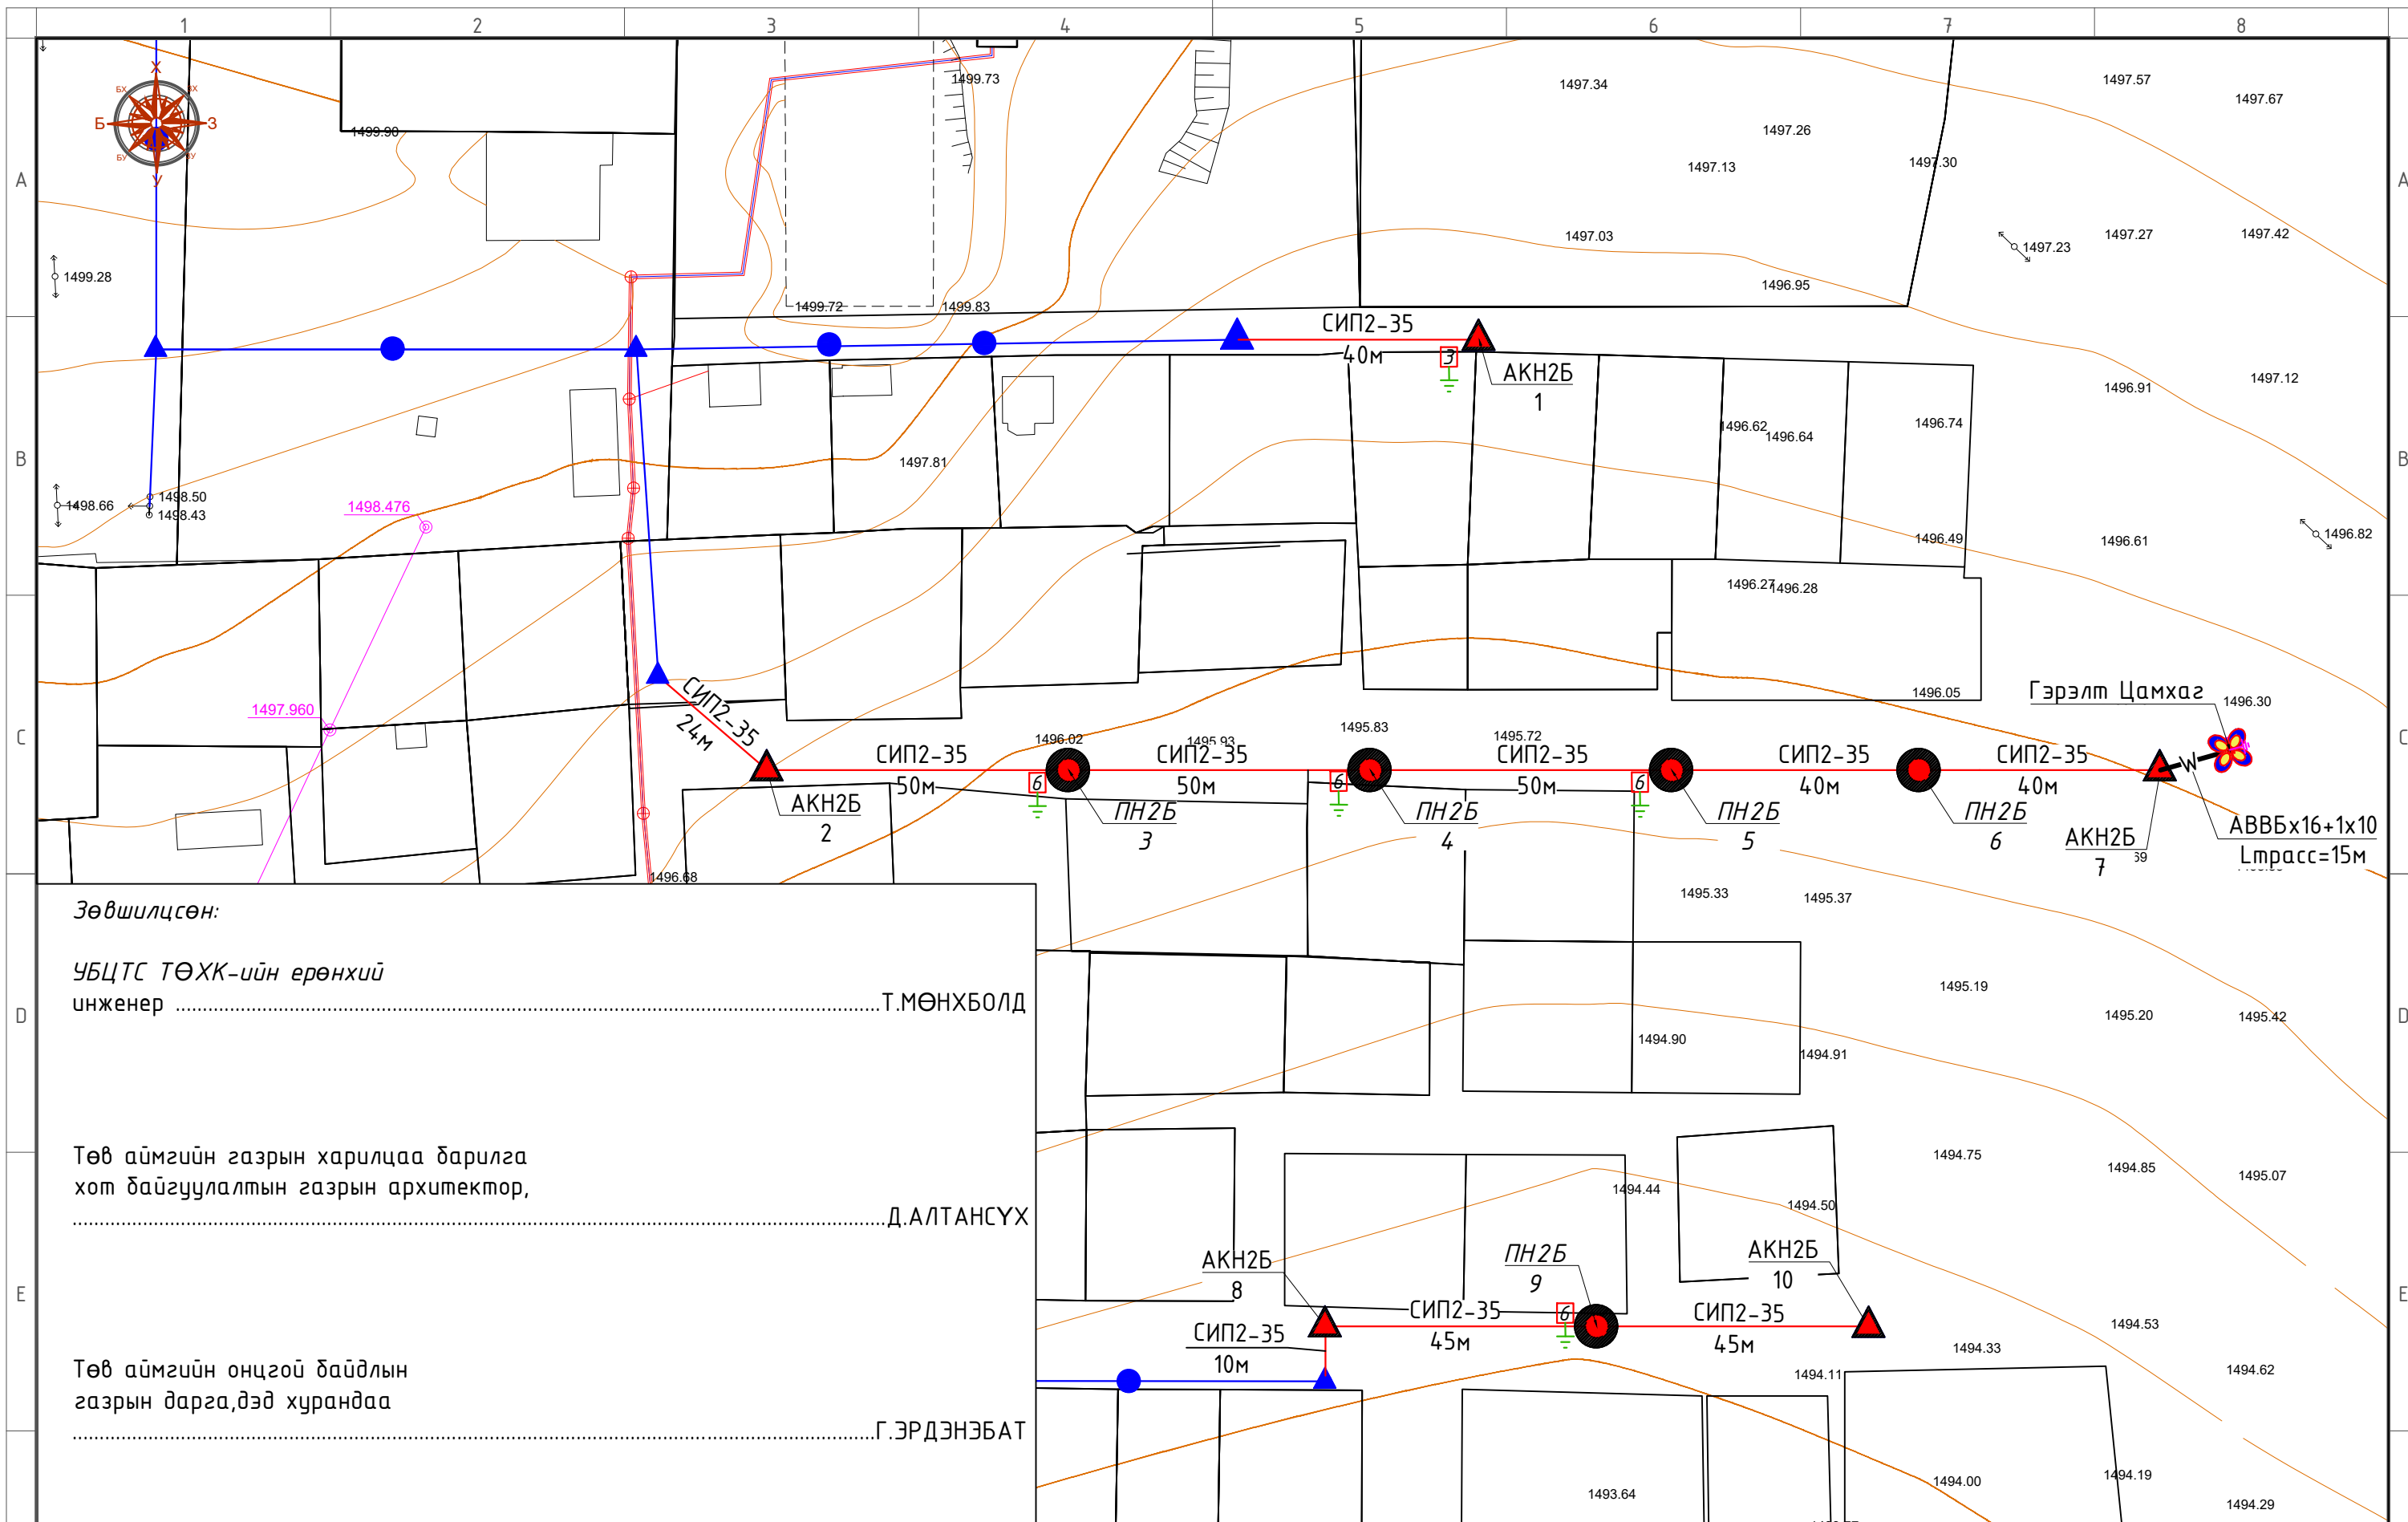 1 2 3 4 5 6 7 8
A A
B B
C C
D D
E E
Х
БХ
Б З
БУ
У
1499.90
1499.73
1497.34
1497.57
1497.67
1497.26
1497.13
1497.30
1497.03
1497.23
1497.27
1497.42
1499.28
1499.72
1499.83
1496.95
СИП2-35
40м
3
АКН2Б
1
1496.91
1497.12
1496.62
1496.64
1496.74
1497.81
1498.66
1498.50
1498.43
1498.476
1496.49
1496.61
1496.82
1496.27
1496.28
1497.960
СИП2-35
24м
1496.05
Гэрэлт Цамхаг
1496.30
1496.02
1495.93
1495.83
1495.72
СИП2-35
50м
СИП2-35
50м
СИП2-35
50м
СИП2-35
40м
СИП2-35
40м
W
6
6
6
АКН2Б
2
ПН2Б
3
ПН2Б
4
ПН2Б
5
ПН2Б
6
АКН2Б
7
69
АВВБх16+1х10
Lтрасс=15м
1496.68
1495.33
1495.37
1495.19
1495.20
1495.42
1494.90
1494.91
Зөвшилцсөн:
УБЦТС ТӨХК-ийн ерөнхий
инженер ........................Т.МӨНХБОЛД
Төв аймгийн газрын харилцаа барилга
хот байгуулалтын газрын архитектор,
........................Д.АЛТАНСҮХ
Төв аймгийн онцгой байдлын
газрын дарга,дэд хурандаа
........................Г.ЭРДЭНЭБАТ
1494.75
1494.85
1495.07
1494.44
1494.50
АКН2Б
8
ПН2Б
9
АКН2Б
10
СИП2-35
10м
СИП2-35
45м
6
СИП2-35
45м
1494.53
1494.33
1494.11
1494.62
1494.00
1494.19
1493.64
1494.29